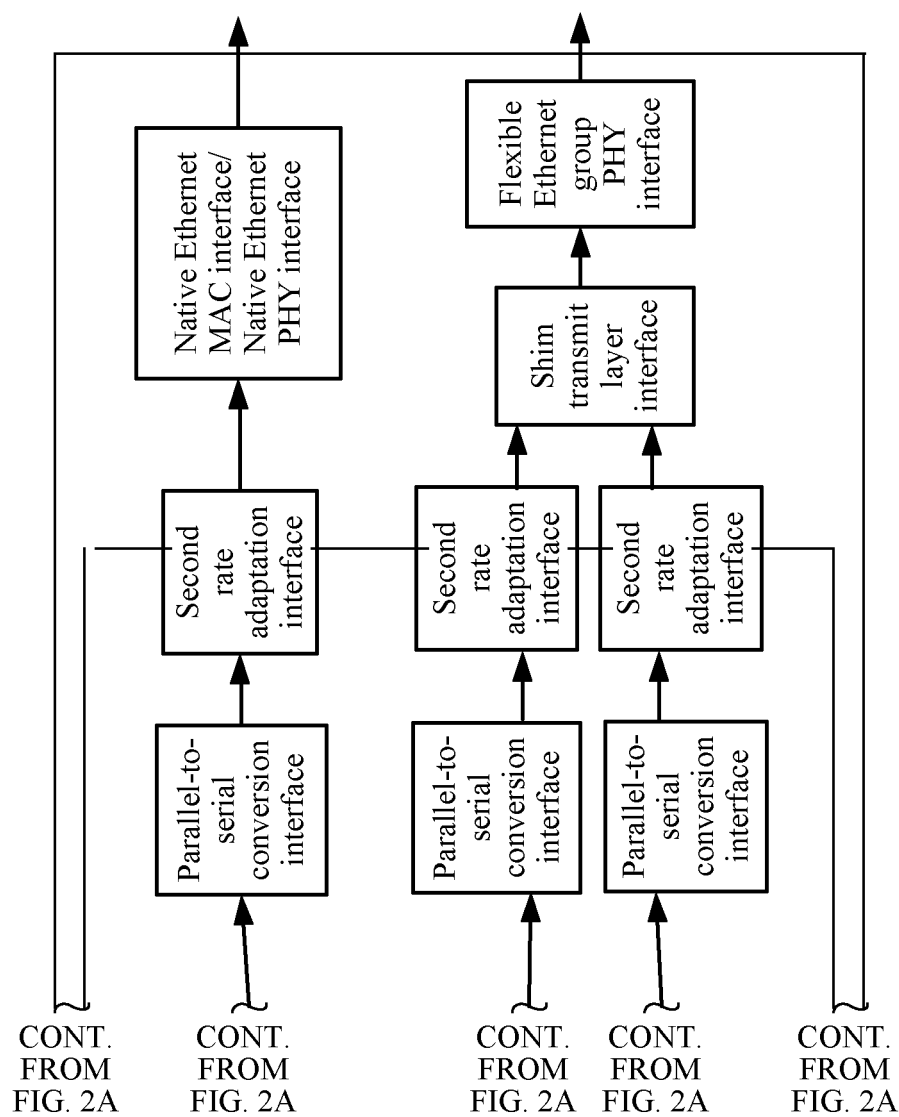 Native Ethernet
MAC interface/
Native Ethernet
PHY interface
Flexible
Ethernet
group
PHY
interface
Shim
transmit
layer
interface
Second
rate
adaptation
interface
Second
rate
adaptation
interface
Second
rate
adaptation
interface
Parallel-to-
serial
conversion
interface
Parallel-to-
serial
conversion
interface
Parallel-to-
serial
conversion
interface
CONT.
FROM
FIG. 2A
CONT.
FROM
FIG. 2A
CONT.
FROM
FIG. 2A
CONT.
FROM
FIG. 2A
CONT.
FROM
FIG. 2A